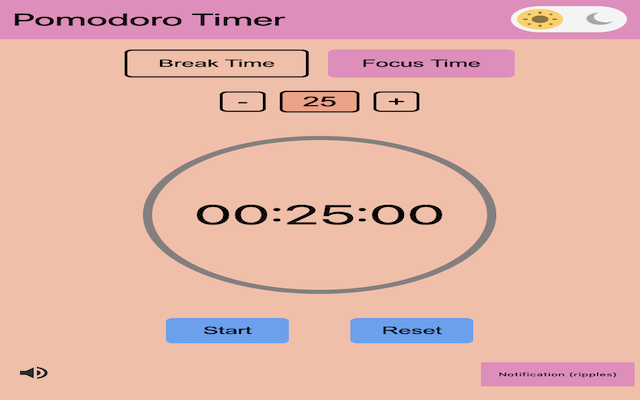 Pomodoro Timer
Break Time Focus Time
- 25 +
00:25:00
Start Reset
Notification (ripples)